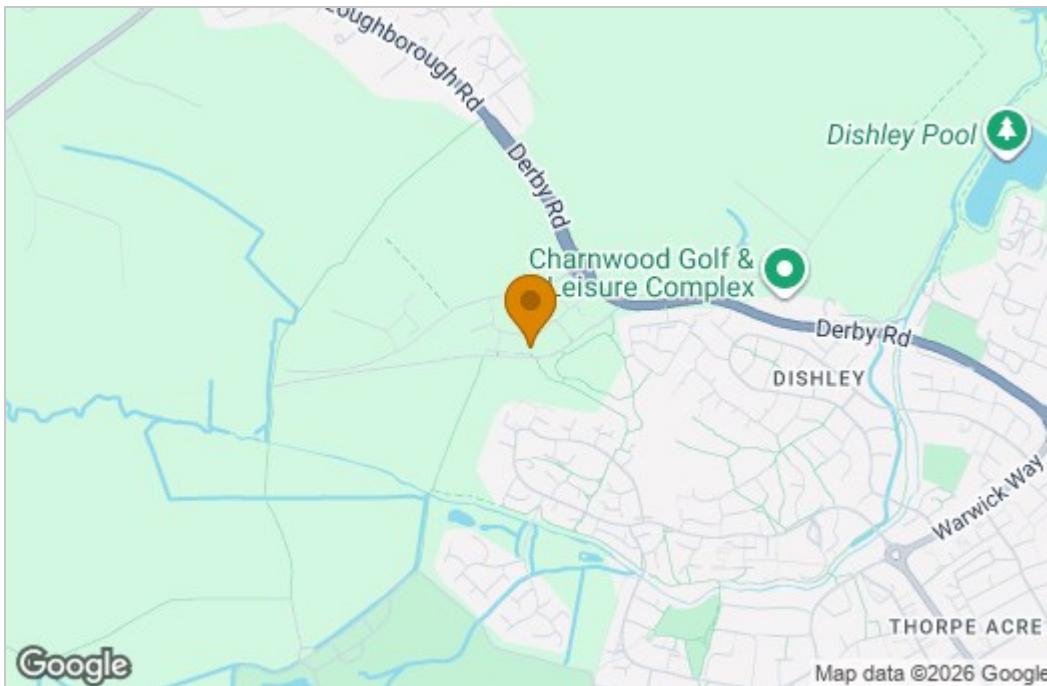 Loughborough Rd
Derby Rd
Dishley Pool
Charnwood Golf &
Leisure Complex
Derby Rd
DISHLEY
Warwick Way
THORPE ACRE
Google
Map data ©2026 Google